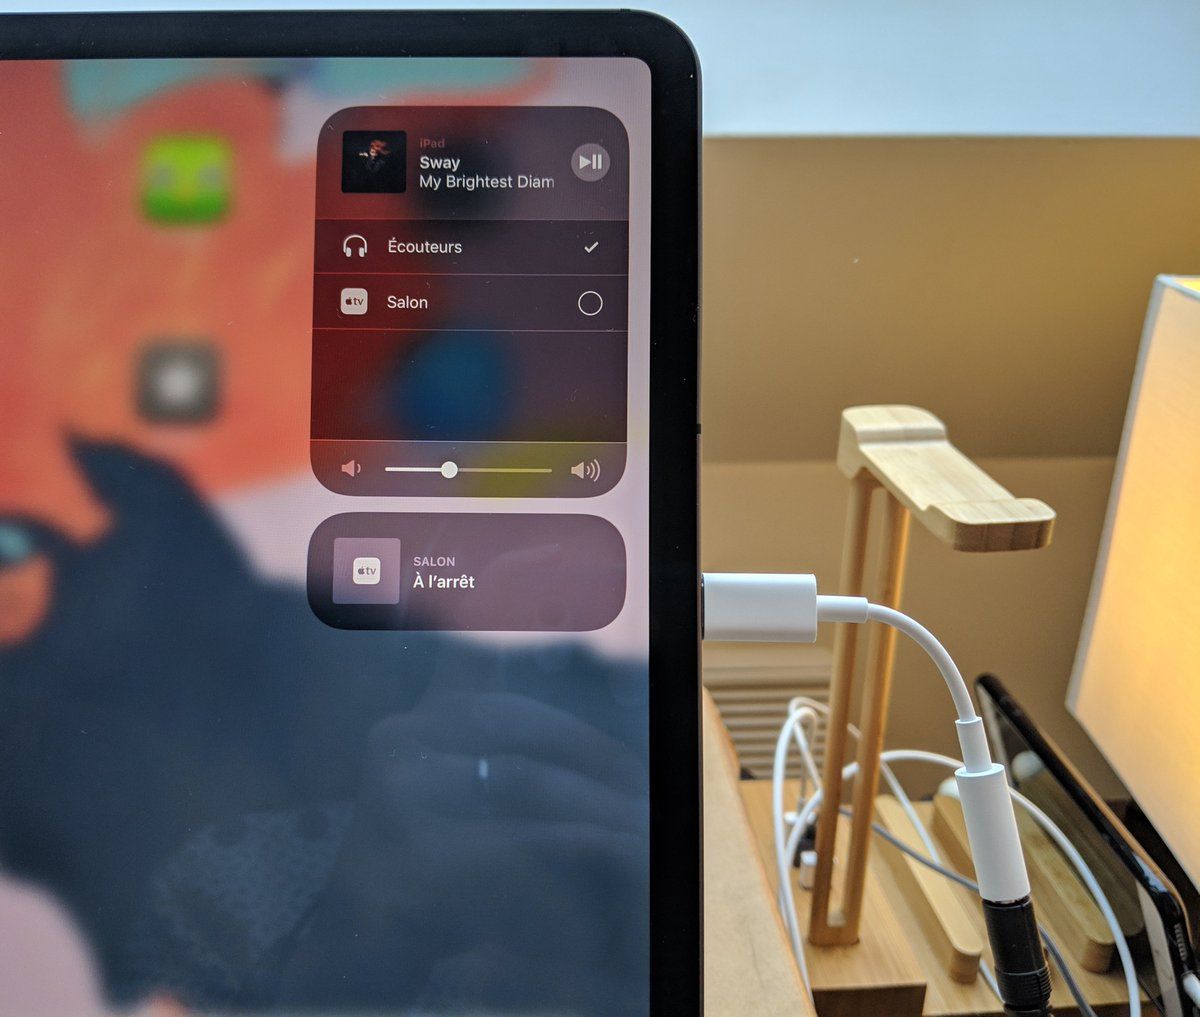 iPad
Sway
My Brightest Diam
Écouteurs
tv
Salon
tv
SALON
À l'arrêt